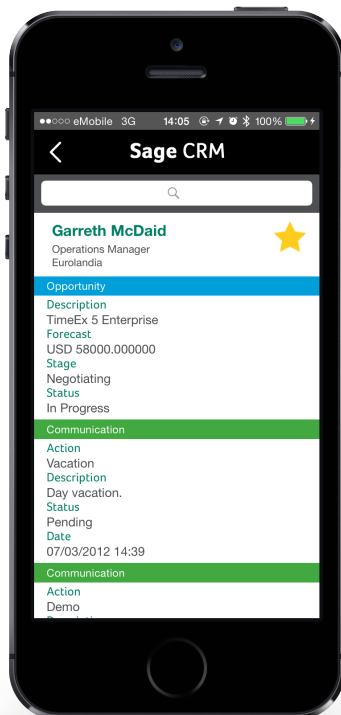 eMobile 3G 14:05 100%
Sage CRM
Garreth McDaid
Operations Manager
Eurolandia
Opportunity
Description
TimeEx 5 Enterprise
Forecast
USD 58000.000000
Stage
Negotiating
Status
In Progress
Communication
Action
Vacation
Description
Day vacation.
Status
Pending
Date
07/03/2012 14:39
Communication
Action
Demo